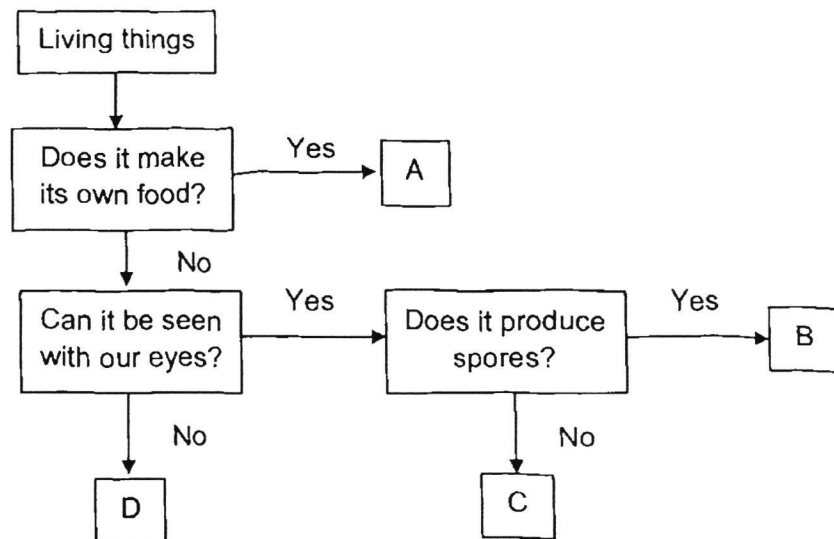 Living things
Does it make
its own food?
Yes
A
No
Can it be seen
with our eyes?
Yes
Does it produce
spores?
Yes
B
No
D
No
C